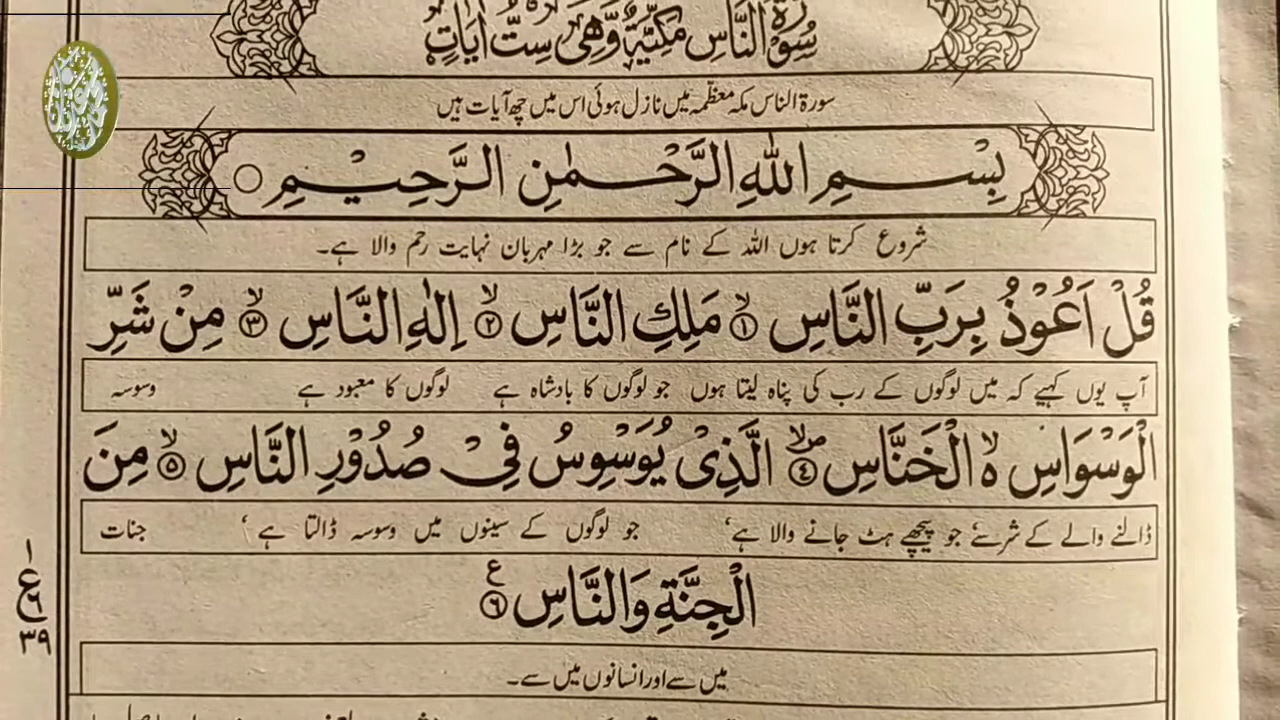 سُوْرَةُ النَّاسِ مَكِّيَّةٌ وَّهِىَ سِتُّ اٰيَاتٍ
سورۃ الناس مکہ معظمہ میں نازل ہوئی اس میں چھ آیات ہیں
بِسْمِ اللّٰهِ الرَّحْمٰنِ الرَّحِيْمِ ○
شروع کرتا ہوں اللہ کے نام سے جو بڑا مہربان نہایت رحم والا ہے۔
قُلْ اَعُوْذُ بِرَبِّ النَّاسِ ۙ۱ مَلِكِ النَّاسِ ۙ۲ اِلٰهِ النَّاسِ ۙ۳ مِنْ شَرِّ
آپ یوں کہیے کہ میں لوگوں کے رب کی پناہ لیتا ہوں جو لوگوں کا بادشاہ ہے لوگوں کا معبود ہے وسوسہ
الْوَسْوَاسِ ۙ۬ الْخَنَّاسِ ۪ۙ۴ الَّذِىْ يُوَسْوِسُ فِىْ صُدُوْرِ النَّاسِ ۙ۵ مِنَ
ڈالنے والے کے شر سے جو پیچھے ہٹ جانے والا ہے‘ جو لوگوں کے سینوں میں وسوسہ ڈالتا ہے‘ جنات
الْجِنَّةِ وَالنَّاسِ ۶ ع
۱
ع ۶
۳۹
میں سے اور انسانوں میں سے۔